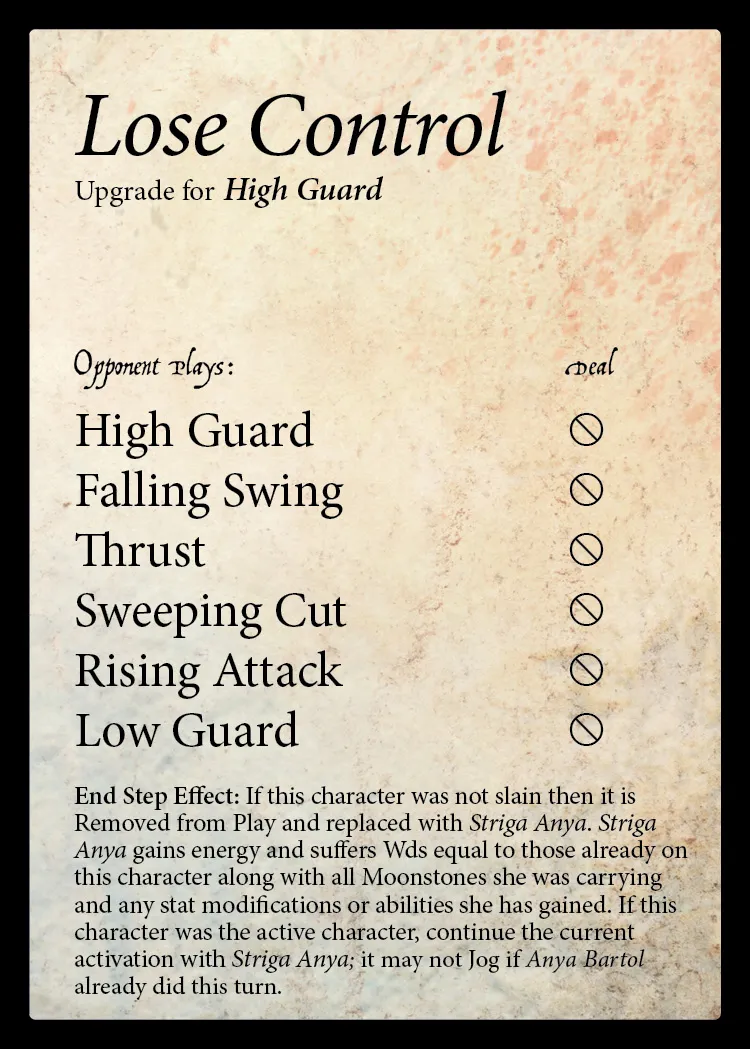 Lose Control
Upgrade for High Guard
Opponent plays: Deal
High Guard
Falling Swing
Thrust
Sweeping Cut
Rising Attack
Low Guard
End Step Effect: If this character was not slain then it is
Removed from Play and replaced with Striga Anya. Striga
Anya gains energy and suffers Wds equal to those already on
this character along with all Moonstones she was carrying
and any stat modifications or abilities she has gained. If this
character was the active character, continue the current
activation with Striga Anya; it may not Jog if Anya Bartol
already did this turn.